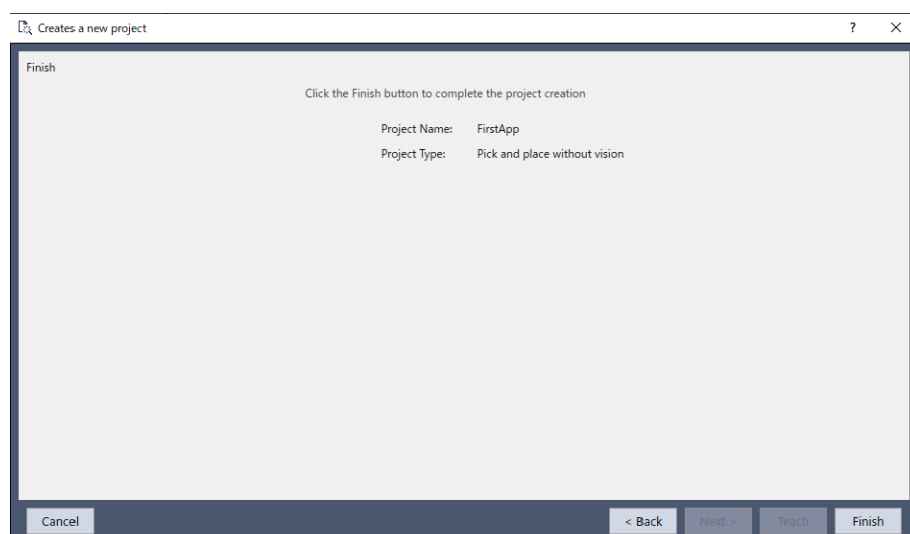 Creates a new project ? ×
Finish
Click the Finish button to complete the project creation
Project Name: FirstApp
Project Type: Pick and place without vision
Cancel < Back Next > Teach Finish